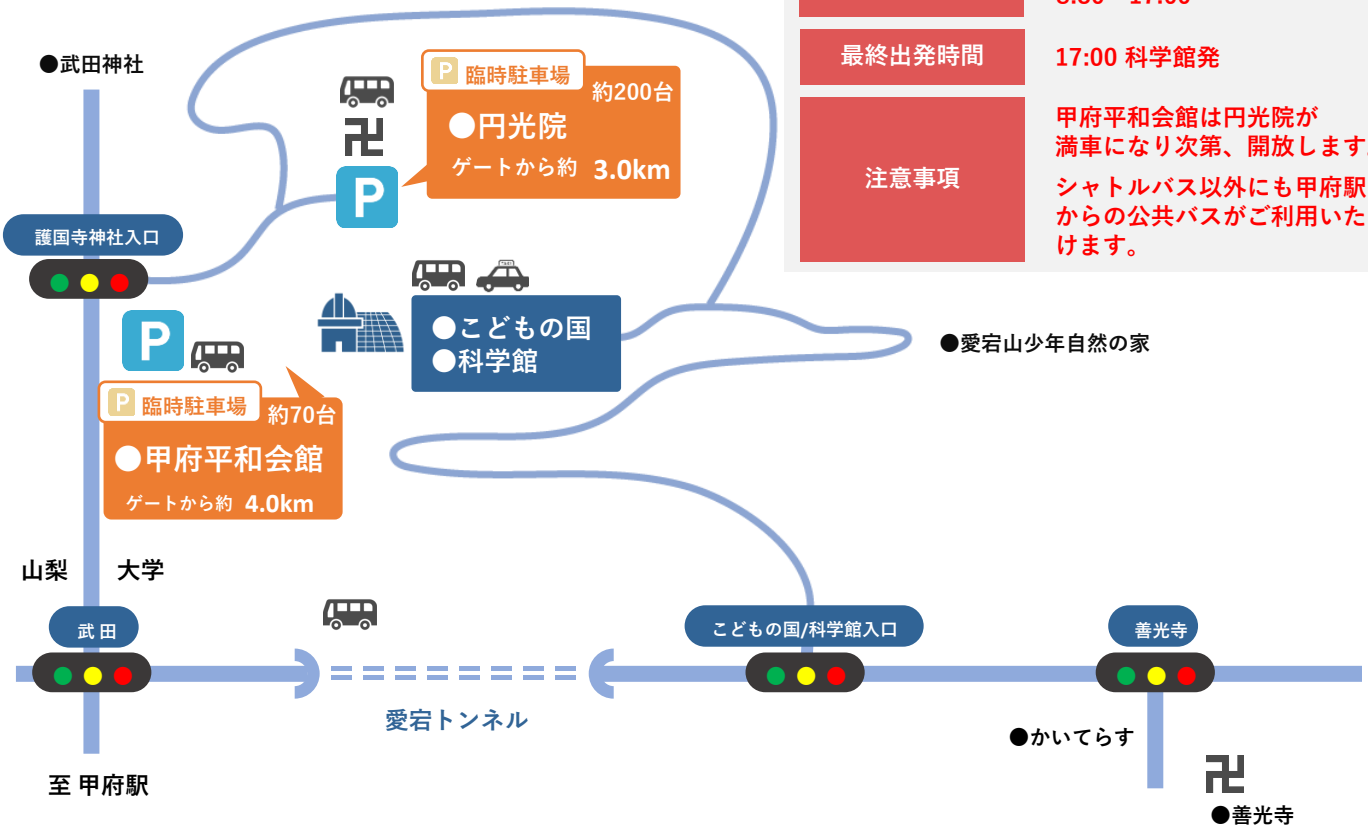 最終出発時間
17:00 科学館発
注意事項
甲府平和会館は円光院が
満車になり次第、開放します
シャトルバス以外にも甲府駅
からの公共バスがご利用いた
けます。
●武田神社
P 臨時駐車場
約200台
●円光院
ゲートから約 3.0km
P
護国寺神社入口
●こどもの国
●科学館
●愛宕山少年自然の家
P
P 臨時駐車場
約70台
●甲府平和会館
ゲートから約 4.0km
山梨 大学
武田
こどもの国/科学館入口
善光寺
愛宕トンネル
●かいてらす
至 甲府駅
●善光寺